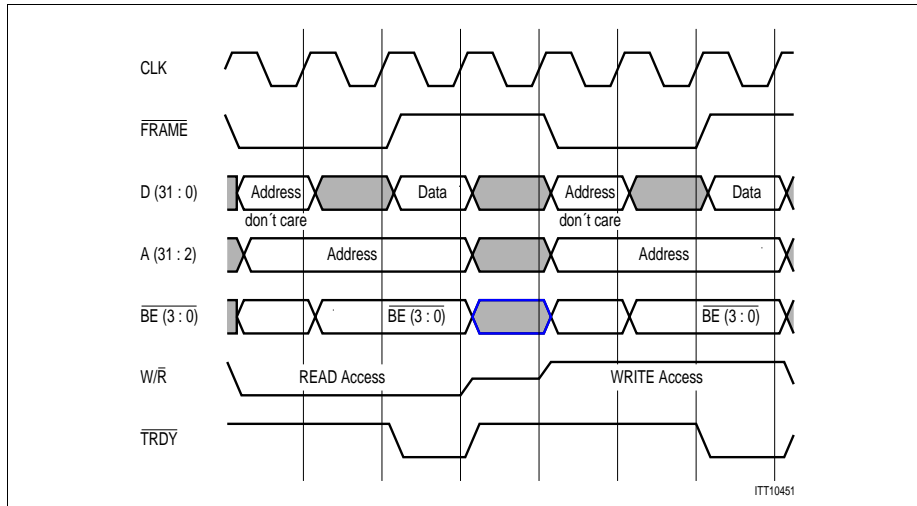 CLK
FRAME
D (31 : 0) Address Data Address Data
don´t care don´t care
A (31 : 2) Address Address
BE (3 : 0) BE (3 : 0) BE (3 : 0)
W/R READ Access WRITE Access
TRDY
ITT10451